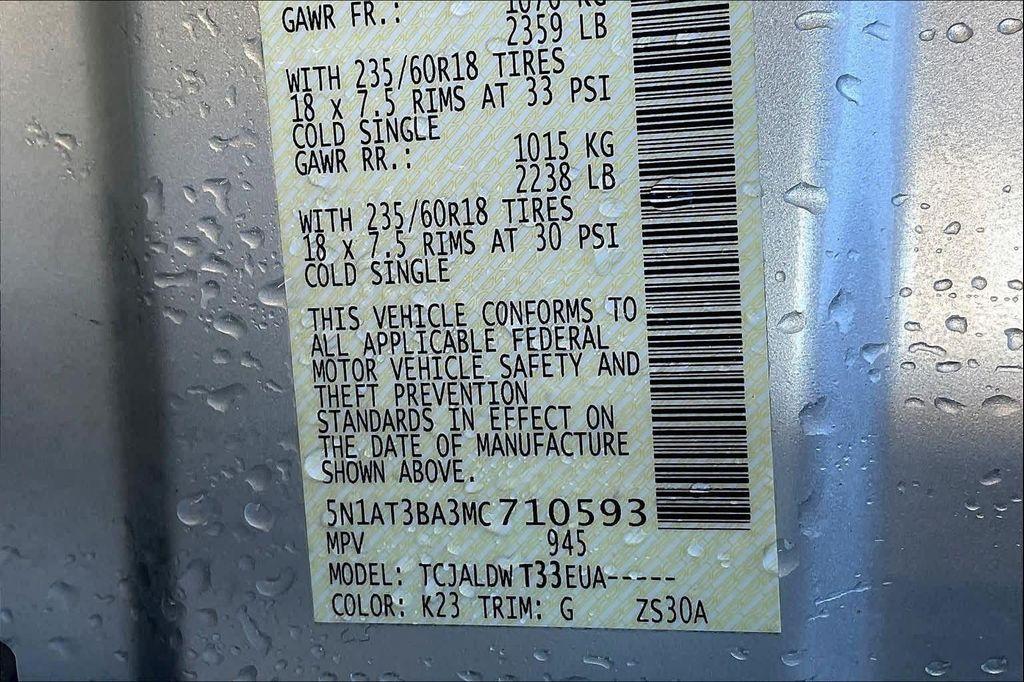 GAWR FR.: 1070 KG
2359 LB
WITH 235/60R18 TIRES
18 X 7.5 RIMS AT 33 PSI
COLD SINGLE
GAWR RR.: 1015 KG
2238 LB
WITH 235/60R18 TIRES
18 X 7.5 RIMS AT 30 PSI
COLD SINGLE
THIS VEHICLE CONFORMS TO
ALL APPLICABLE FEDERAL
MOTOR VEHICLE SAFETY AND
THEFT PREVENTION
STANDARDS IN EFFECT ON
THE DATE OF MANUFACTURE
SHOWN ABOVE.
5N1AT3BA3MC710593
MPV 945
MODEL: TCJALDWT33EUA-----
COLOR: K23 TRIM: G ZS30A